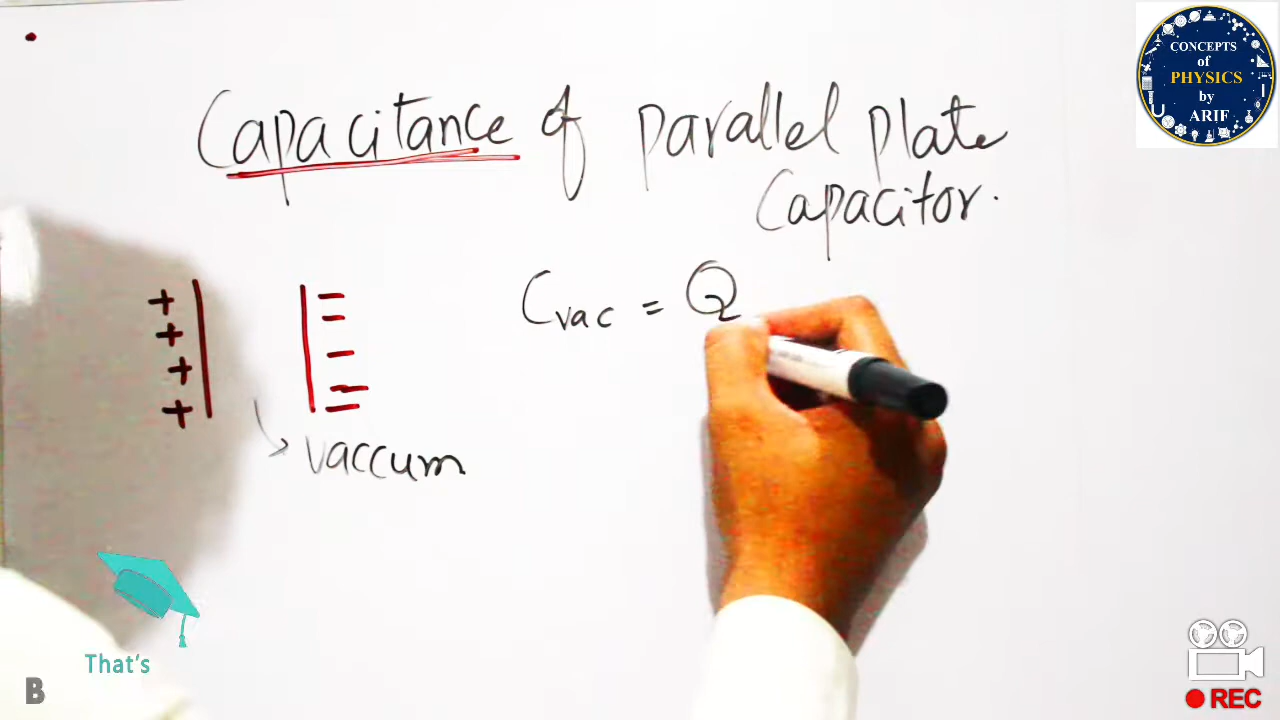 CONCEPTS
of
PHYSICS
by
ARIF
Capacitance of parallel plate
Capacitor.
Cvac = Q
+
+
+
+
vaccum
That's
B
REC